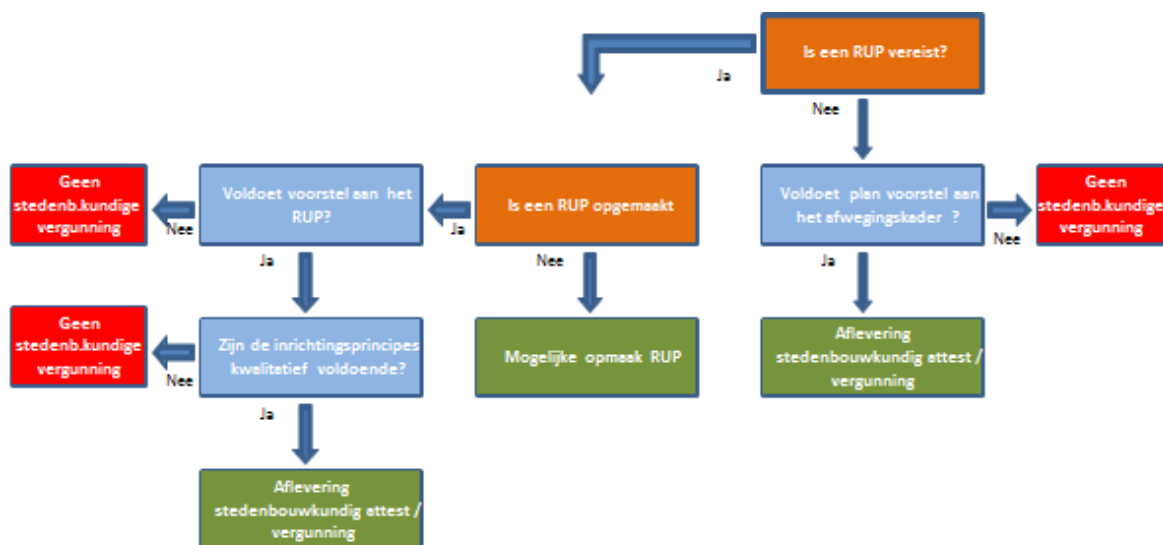 Is een RUP vereist?
Ja
Nee
Geen
stedenb.kundige
vergunning
Nee
Voldoet voorstel aan het
RUP?
Ja
Is een RUP opgemaakt
Voldoet plan voorstel aan
het afwegingskader ?
Nee
Geen
stedenb.kundige
vergunning
Ja
Nee
Ja
Geen
stedenb.kundige
vergunning
Nee
Zijn de inrichtingsprincipes
kwalitatief voldoende?
Mogelijke opmaak RUP
Aflevering
stedenbouwkundig attest /
vergunning
Ja
Aflevering
stedenbouwkundig attest /
vergunning